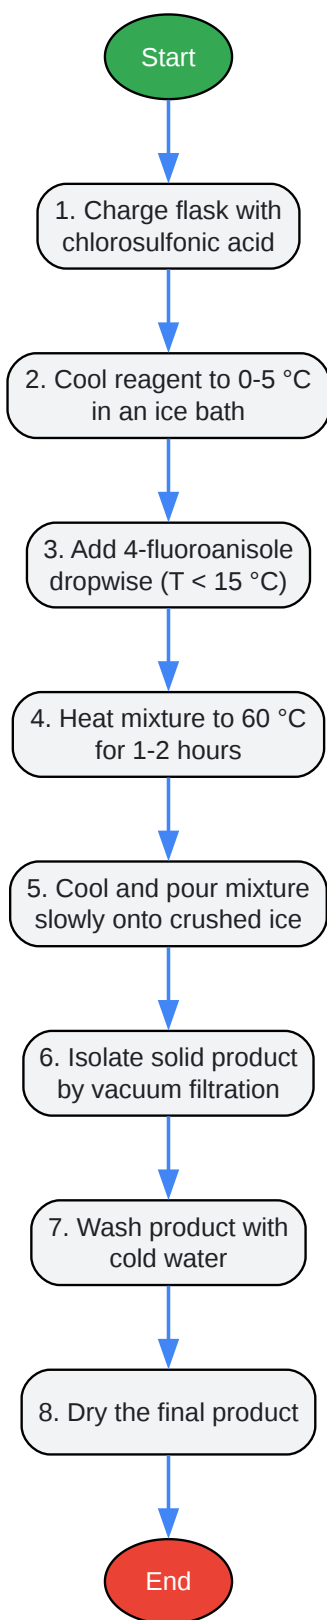 Start
1. Charge flask with
chlorosulfonic acid
2. Cool reagent to 0-5 °C
in an ice bath
3. Add 4-fluoroanisole
dropwise (T < 15 °C)
4. Heat mixture to 60 °C
for 1-2 hours
5. Cool and pour mixture
slowly onto crushed ice
6. Isolate solid product
by vacuum filtration
7. Wash product with
cold water
8. Dry the final product
End